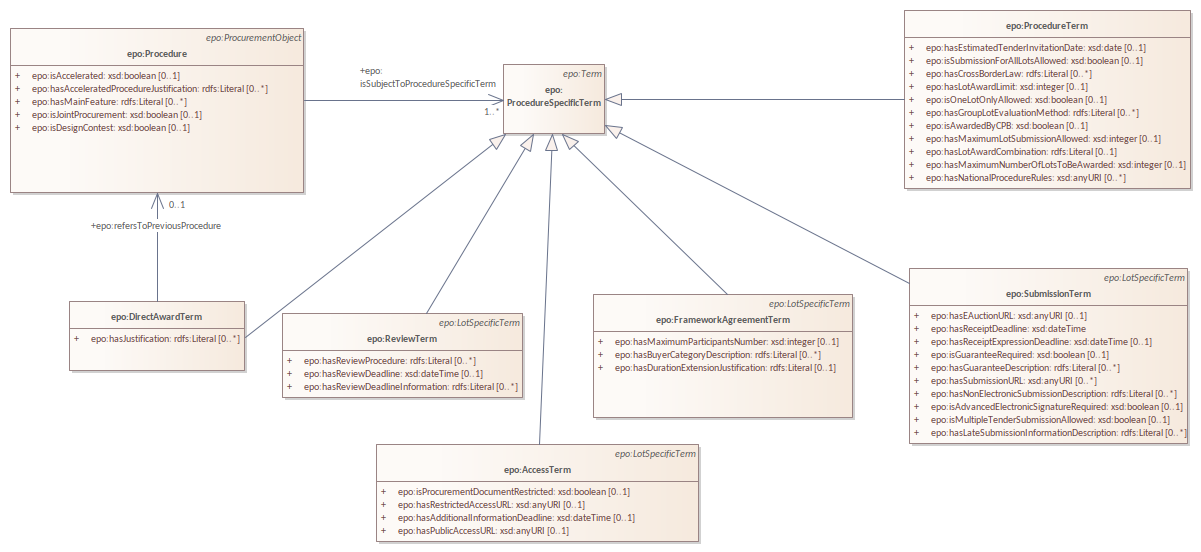 epo:ProcurementObject
epo:Procedure
+ epo:isAccelerated: xsd:boolean [0..1]
+ epo:hasAcceleratedProcedureJustification: rdfs:Literal [0..*]
+ epo:hasMainFeature: rdfs:Literal [0..*]
+ epo:isJointProcurement: xsd:boolean [0..1]
+ epo:isDesignContest: xsd:boolean [0..1]
+epo:
isSubjectToProcedureSpecificTerm
1..*
epo:Term
epo:
ProcedureSpecificTerm
epo:ProcedureTerm
+ epo:hasEstimatedTenderInvitationDate: xsd:date [0..1]
+ epo:isSubmissionForAllLotsAllowed: xsd:boolean [0..1]
+ epo:hasCrossBorderLaw: rdfs:Literal [0..*]
+ epo:hasLotAwardLimit: xsd:integer [0..1]
+ epo:isOneLotOnlyAllowed: xsd:boolean [0..1]
+ epo:hasGroupLotEvaluationMethod: rdfs:Literal [0..*]
+ epo:isAwardedByCPB: xsd:boolean [0..1]
+ epo:hasMaximumLotSubmissionAllowed: xsd:integer [0..1]
+ epo:hasLotAwardCombination: rdfs:Literal [0..1]
+ epo:hasMaximumNumberOfLotsToBeAwarded: xsd:integer [0..1]
+ epo:hasNationalProcedureRules: xsd:anyURI [0..*]
0..1
+epo:refersToPreviousProcedure
epo:DirectAwardTerm
+ epo:hasJustification: rdfs:Literal [0..*]
epo:LotSpecificTerm
epo:ReviewTerm
+ epo:hasReviewProcedure: rdfs:Literal [0..*]
+ epo:hasReviewDeadline: xsd:dateTime [0..1]
+ epo:hasReviewDeadlineInformation: rdfs:Literal [0..*]
epo:LotSpecificTerm
epo:FrameworkAgreementTerm
+ epo:hasMaximumParticipantsNumber: xsd:integer [0..1]
+ epo:hasBuyerCategoryDescription: rdfs:Literal [0..*]
+ epo:hasDurationExtensionJustification: rdfs:Literal [0..1]
epo:LotSpecificTerm
epo:SubmissionTerm
+ epo:hasEAuctionURL: xsd:anyURI [0..1]
+ epo:hasReceiptDeadline: xsd:dateTime
+ epo:hasReceiptExpressionDeadline: xsd:dateTime [0..1]
+ epo:isGuaranteeRequired: xsd:boolean [0..1]
+ epo:hasGuaranteeDescription: rdfs:Literal [0..*]
+ epo:hasSubmissionURL: xsd:anyURI [0..*]
+ epo:hasNonElectronicSubmissionDescription: rdfs:Literal [0..*]
+ epo:isAdvancedElectronicSignatureRequired: xsd:boolean [0..1]
+ epo:isMultipleTenderSubmissionAllowed: xsd:boolean [0..1]
+ epo:hasLateSubmissionInformationDescription: rdfs:Literal [0..*]
epo:LotSpecificTerm
epo:AccessTerm
+ epo:isProcurementDocumentRestricted: xsd:boolean [0..1]
+ epo:hasRestrictedAccessURL: xsd:anyURI [0..1]
+ epo:hasAdditionalInformationDeadline: xsd:dateTime [0..1]
+ epo:hasPublicAccessURL: xsd:anyURI [0..1]